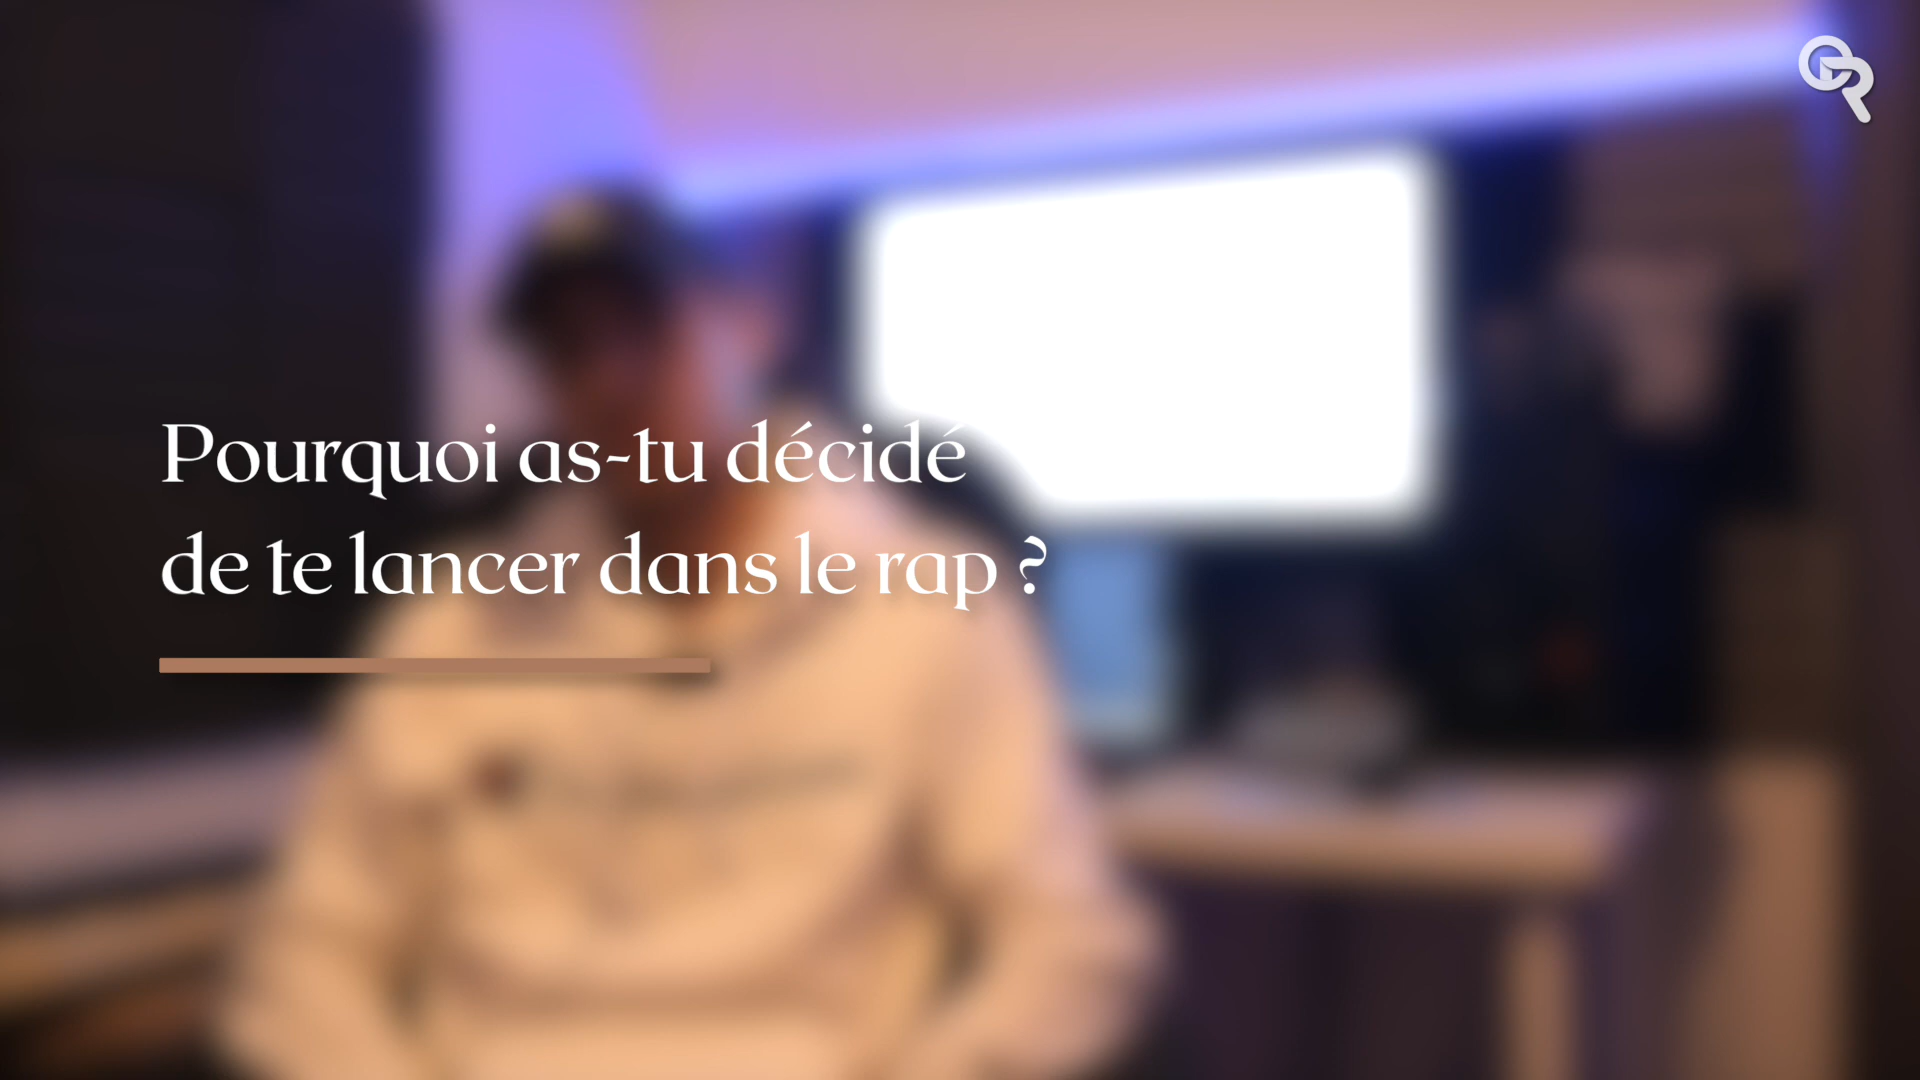 Pourquoi as-tu décidé
de te lancer dans le rap ?